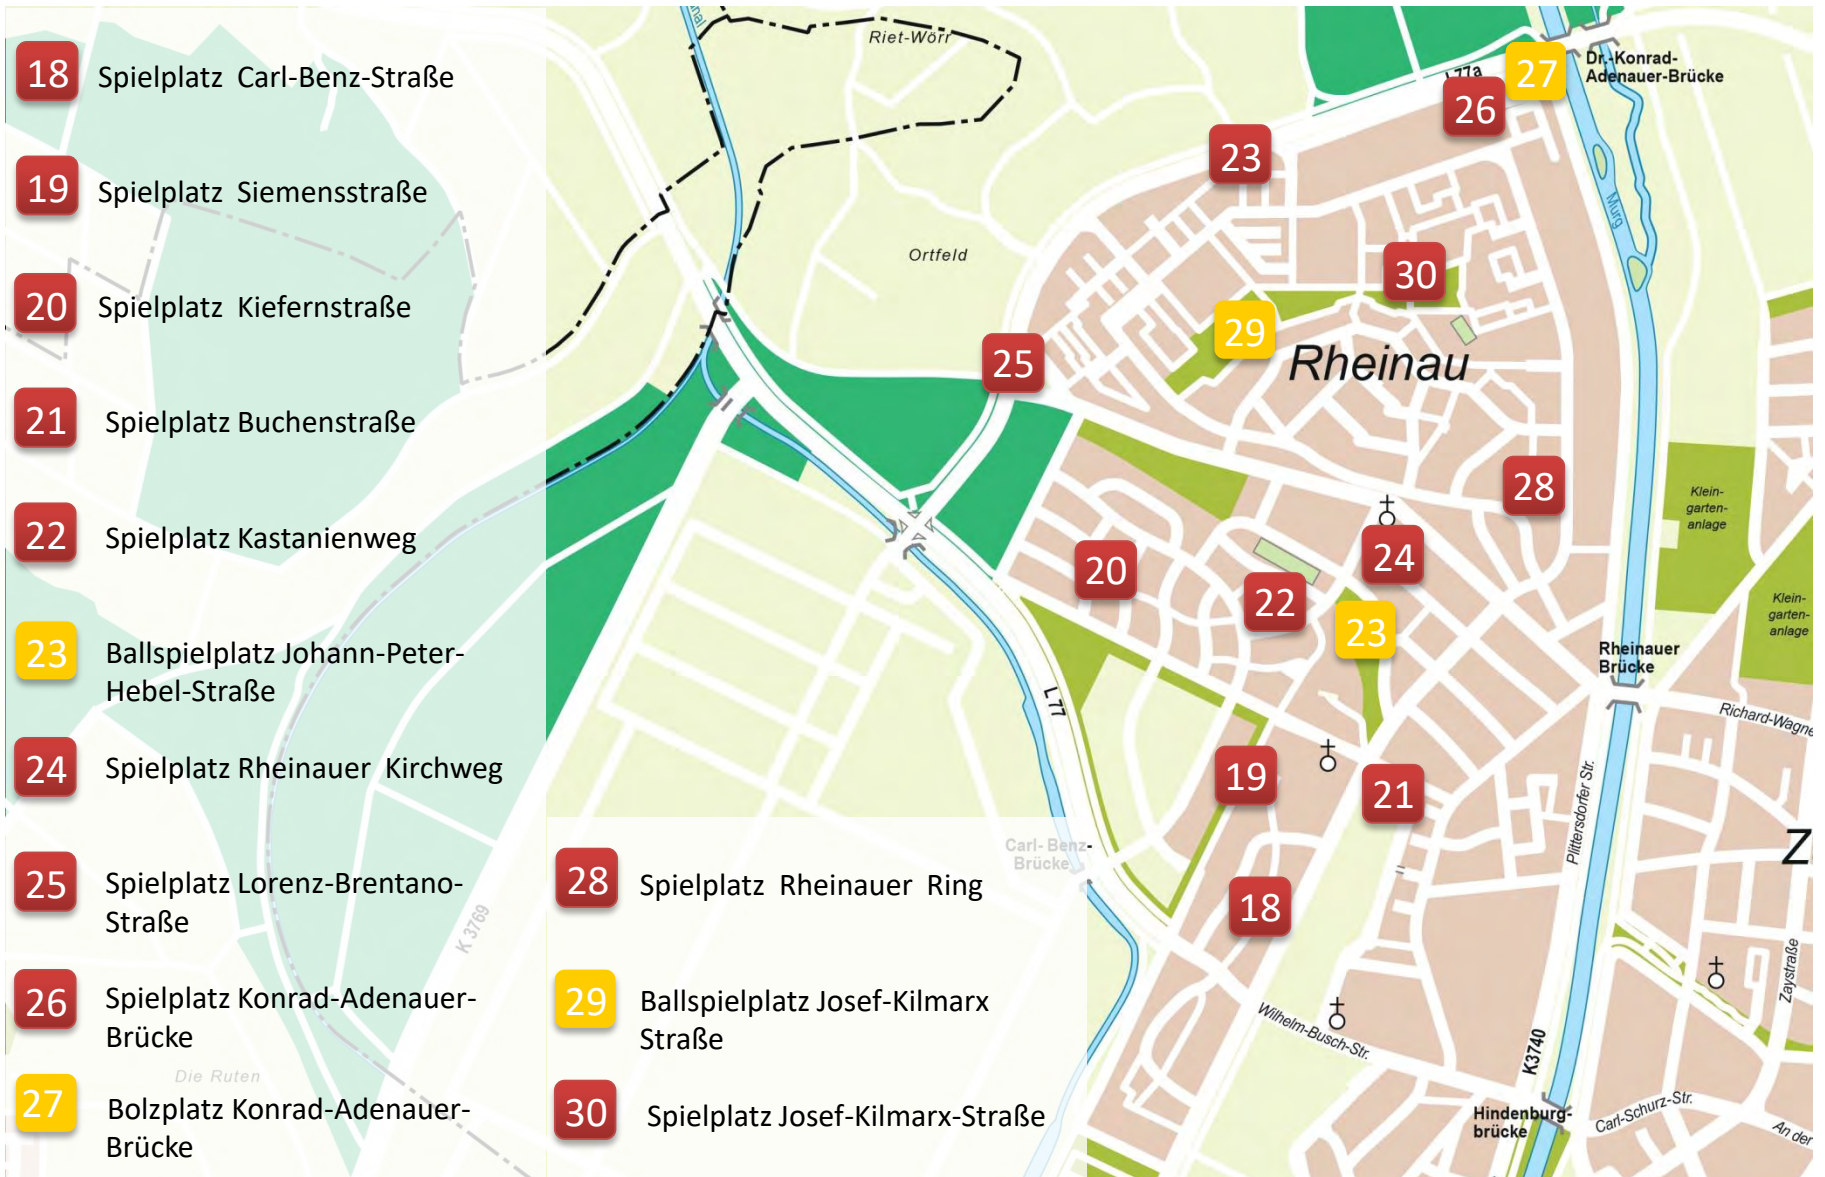 18 Spielplatz Carl-Benz-Straße
19 Spielplatz Siemensstraße
20 Spielplatz Kiefernstraße
21 Spielplatz Buchenstraße
22 Spielplatz Kastanienweg
23 Ballspielplatz Johann-Peter-
Hebel-Straße
24 Spielplatz Rheinauer Kirchweg
25 Spielplatz Lorenz-Brentano-
Straße
26 Spielplatz Konrad-Adenauer-
Brücke
27 Bolzplatz Konrad-Adenauer-
Brücke
28 Spielplatz Rheinauer Ring
29 Ballspielplatz Josef-Kilmarx
Straße
30 Spielplatz Josef-Kilmarx-Straße
K 3769
Die Ruten
Riet-Wörr
Ortfeld
L77a
27
Dr.-Konrad-
Adenauer-Brücke
26
23
Murg
30
29
Rheinau
25
28
Klein-
garten-
anlage
24
20
22
23
Klein-
garten-
anlage
Rheinauer
Brücke
L 77
Richard-Wagne
19
21
Plittersdorfer Str.
Carl-Benz-
Brücke
Z
18
Zaystraße
Wilhelm-Busch-Str.
K3740
Hindenburg-
brücke
Carl-Schurz-Str.
An der